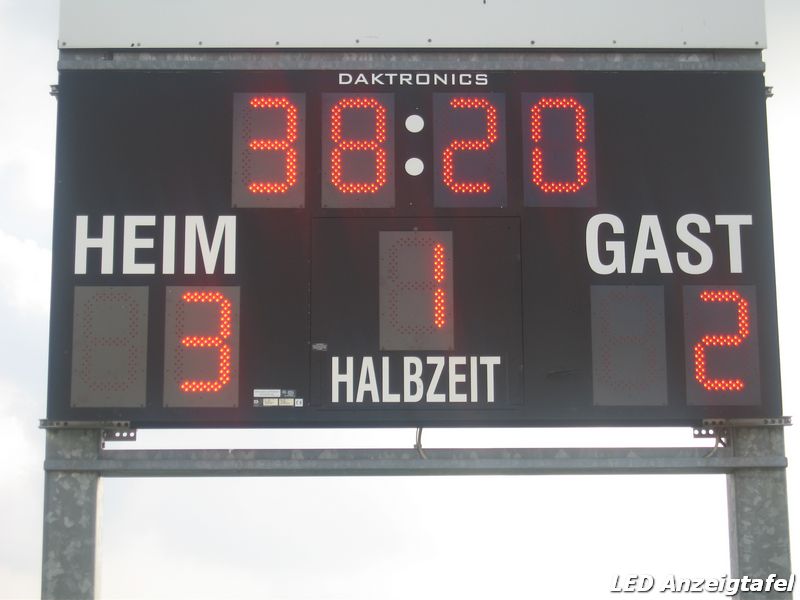 DAKTRONICS
38:20
HEIM GAST
1
3 2
HALBZEIT
LED Anzeigtafel